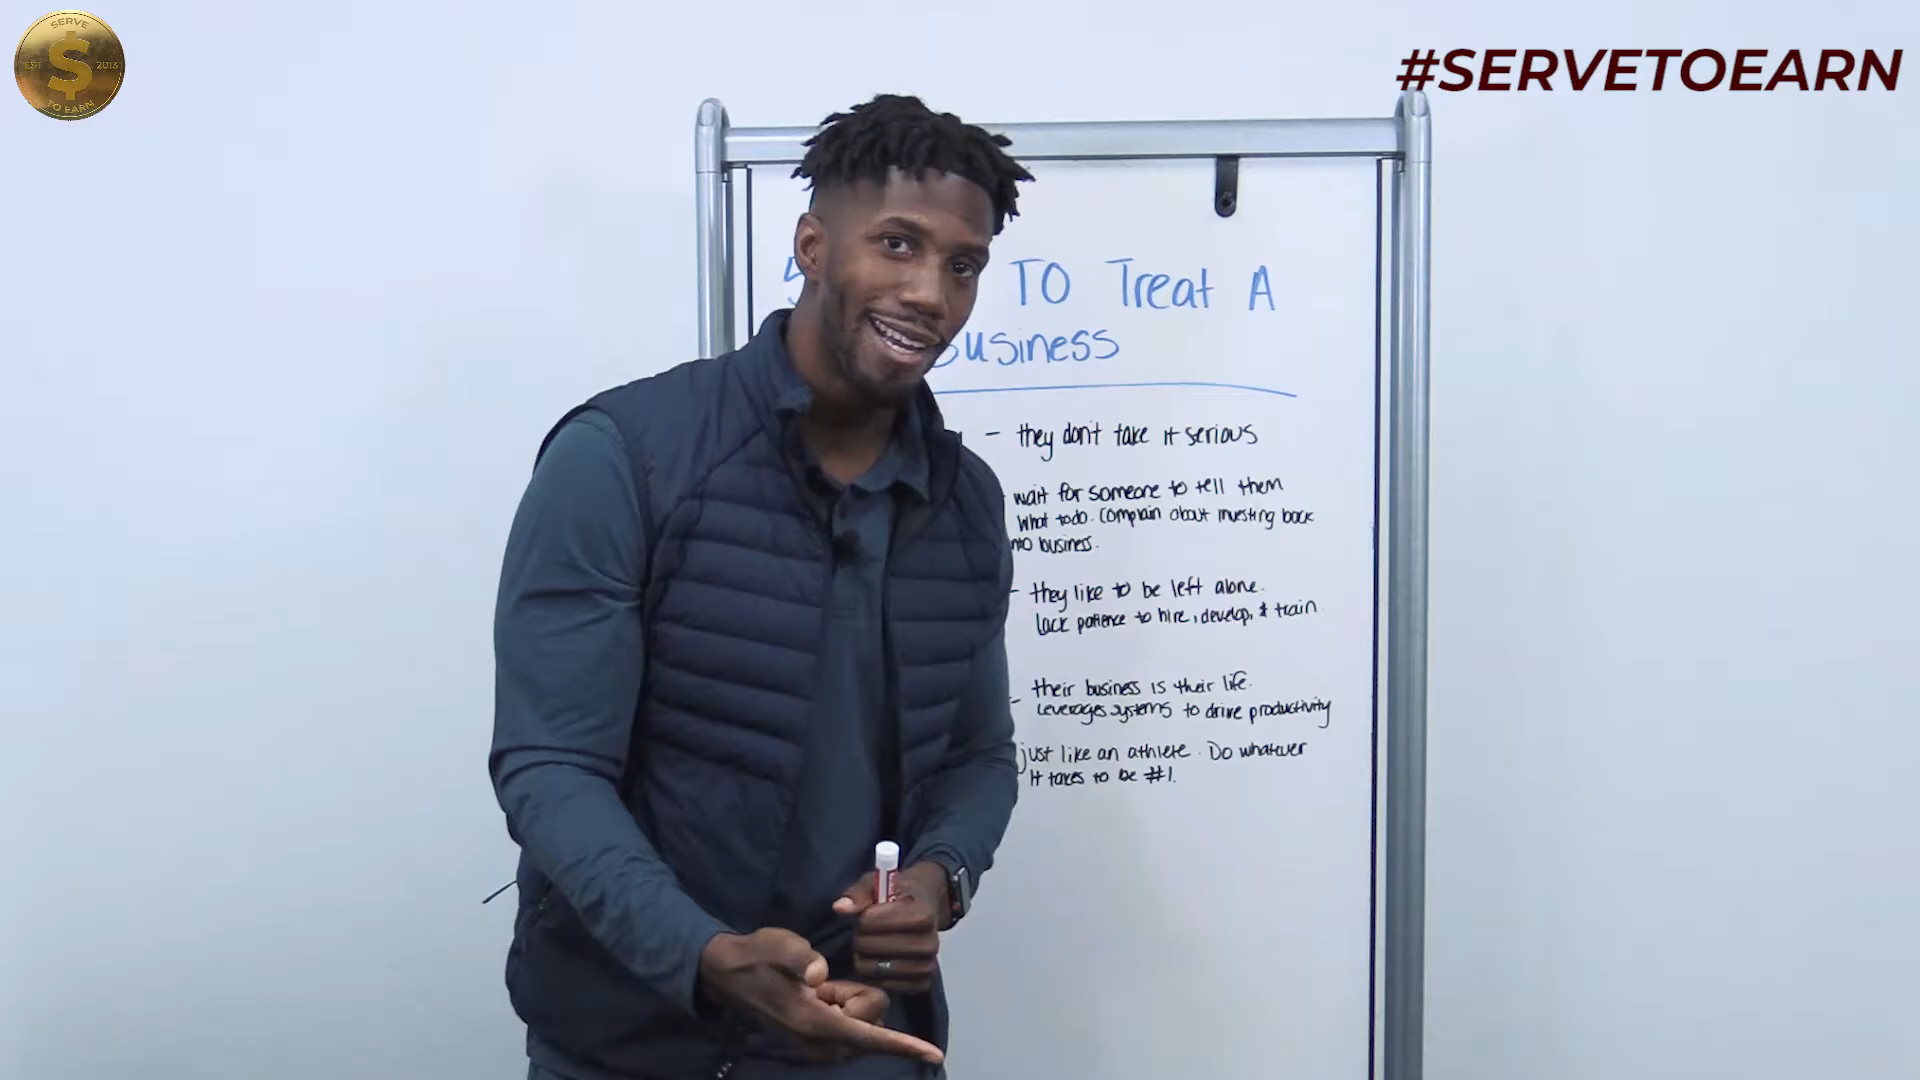 SERVE
EST $ 2013
TO EARN
#SERVETOEARN
5 TO Treat A
Business
- they don't take it serious
wait for someone to tell them
what to do. Complain about investing back
into business.
- they like to be left alone.
lack patience to hire, develop, & train
- their business is their life.
Leverages systems to drive productivity
just like an athlete. Do whatever
it takes to be #1.